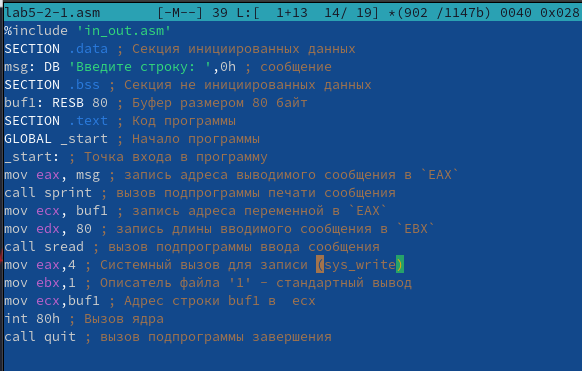 lab5-2-1.asm [-M--] 39 L:[ 1+13 14/ 19] *(902 /1147b) 0040 0x028
%include 'in_out.asm'
SECTION .data ; Секция инициированных данных
msg: DB 'Введите строку: ',0h ; сообщение
SECTION .bss ; Секция не инициированных данных
buf1: RESB 80 ; Буфер размером 80 байт
SECTION .text ; Код программы
GLOBAL _start ; Начало программы
_start: ; Точка входа в программу
mov eax, msg ; запись адреса выводимого сообщения в `EAX`
call sprint ; вызов подпрограммы печати сообщения
mov ecx, buf1 ; запись адреса переменной в `EAX`
mov edx, 80 ; запись длины вводимого сообщения в `EBX`
call sread ; вызов подпрограммы ввода сообщения
mov eax,4 ; Системный вызов для записи (sys_write)
mov ebx,1 ; Описатель файла '1' - стандартный вывод
mov ecx,buf1 ; Адрес строки buf1 в  ecx
int 80h ; Вызов ядра
call quit ; вызов подпрограммы завершения